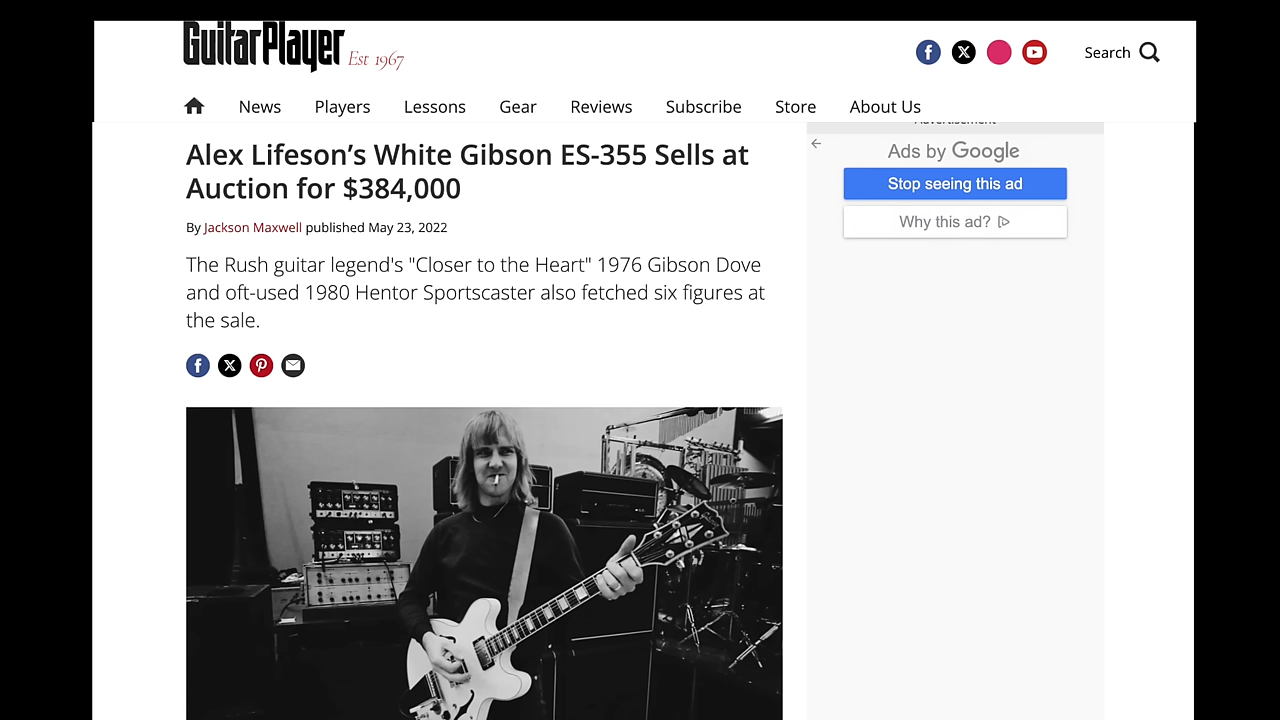 GuitarPlayer Est 1967
Search
News Players Lessons Gear Reviews Subscribe Store About Us
Advertisement
Alex Lifeson’s White Gibson ES-355 Sells at
Auction for $384,000
By Jackson Maxwell published May 23, 2022
The Rush guitar legend's "Closer to the Heart" 1976 Gibson Dove
and oft-used 1980 Hentor Sportscaster also fetched six figures at
the sale.
Ads by Google
Stop seeing this ad
Why this ad?